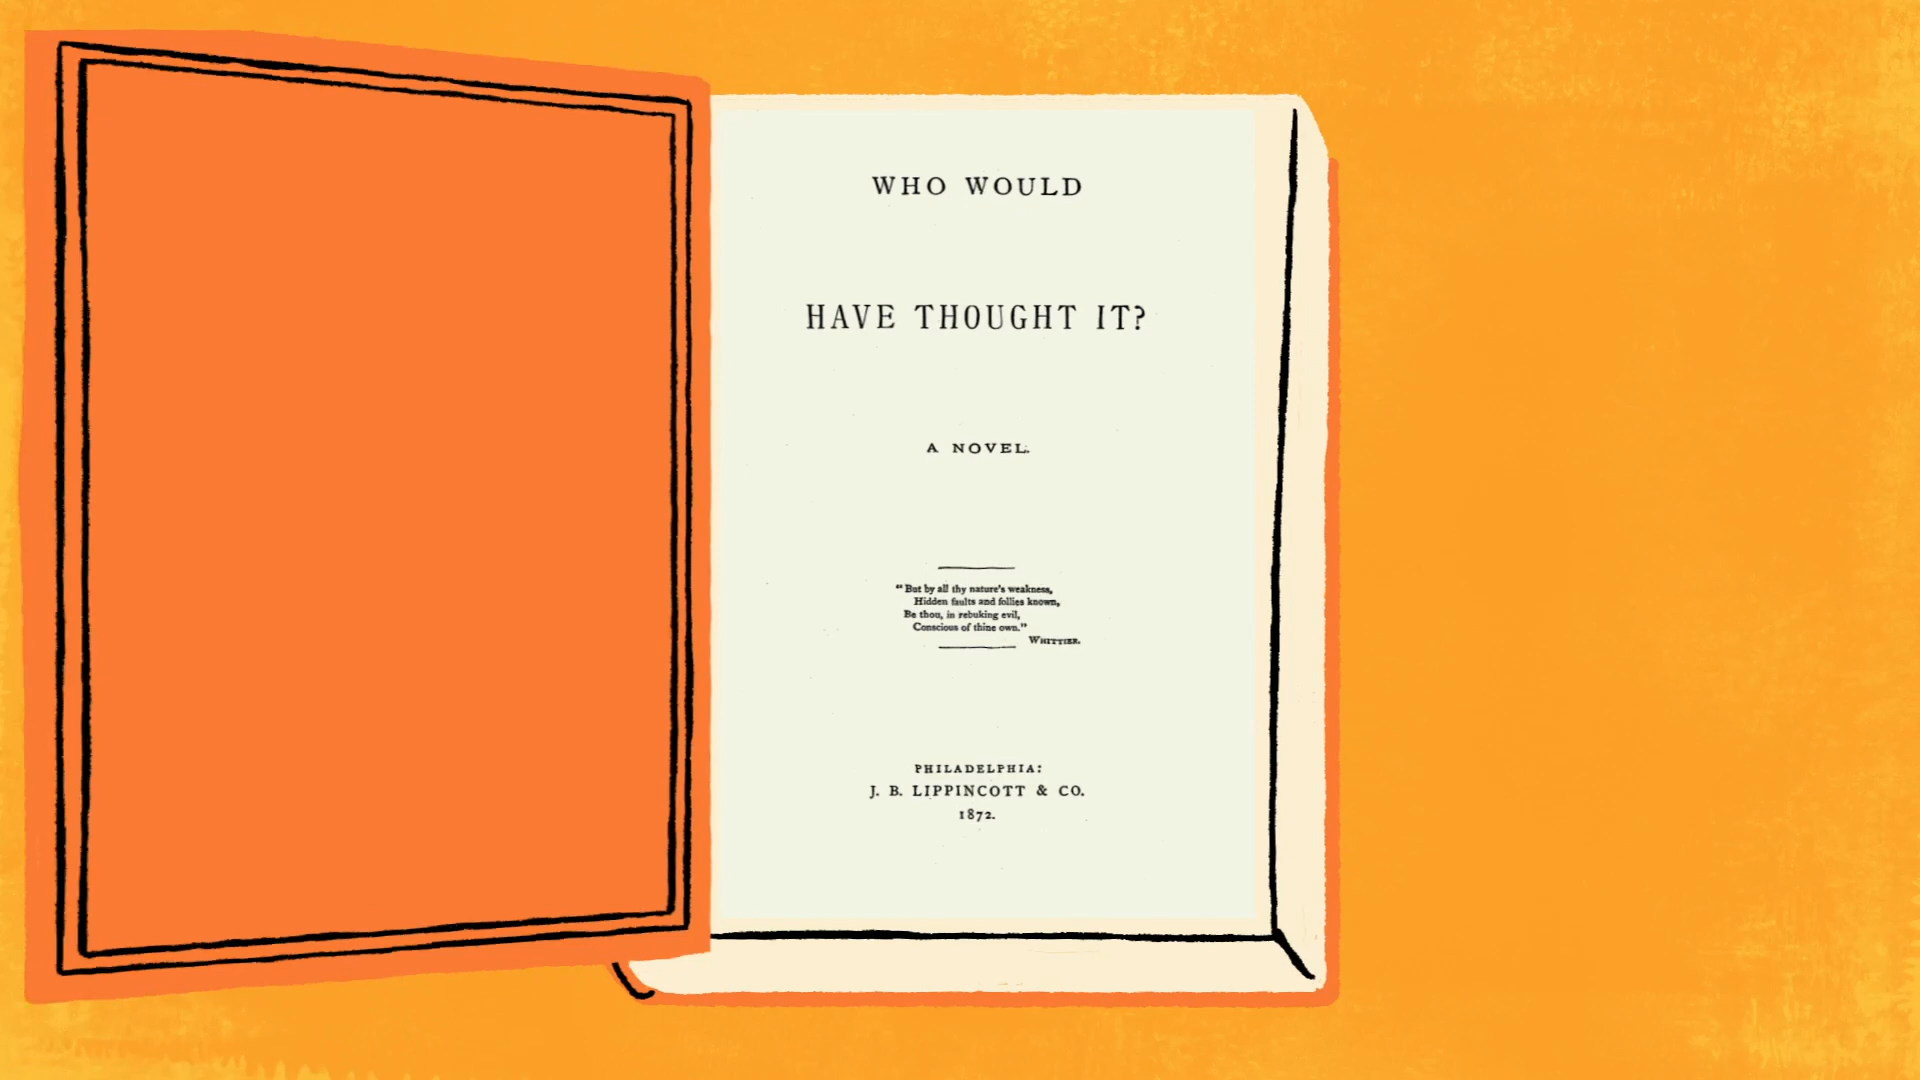 WHO WOULD
HAVE THOUGHT IT?
A NOVEL.
"But by all thy nature's weakness,
Hidden faults and follies known,
Be thou, in rebuking evil,
Conscious of thine own."
WHITTIER.
PHILADELPHIA:
J. B. LIPPINCOTT & CO.
1872.